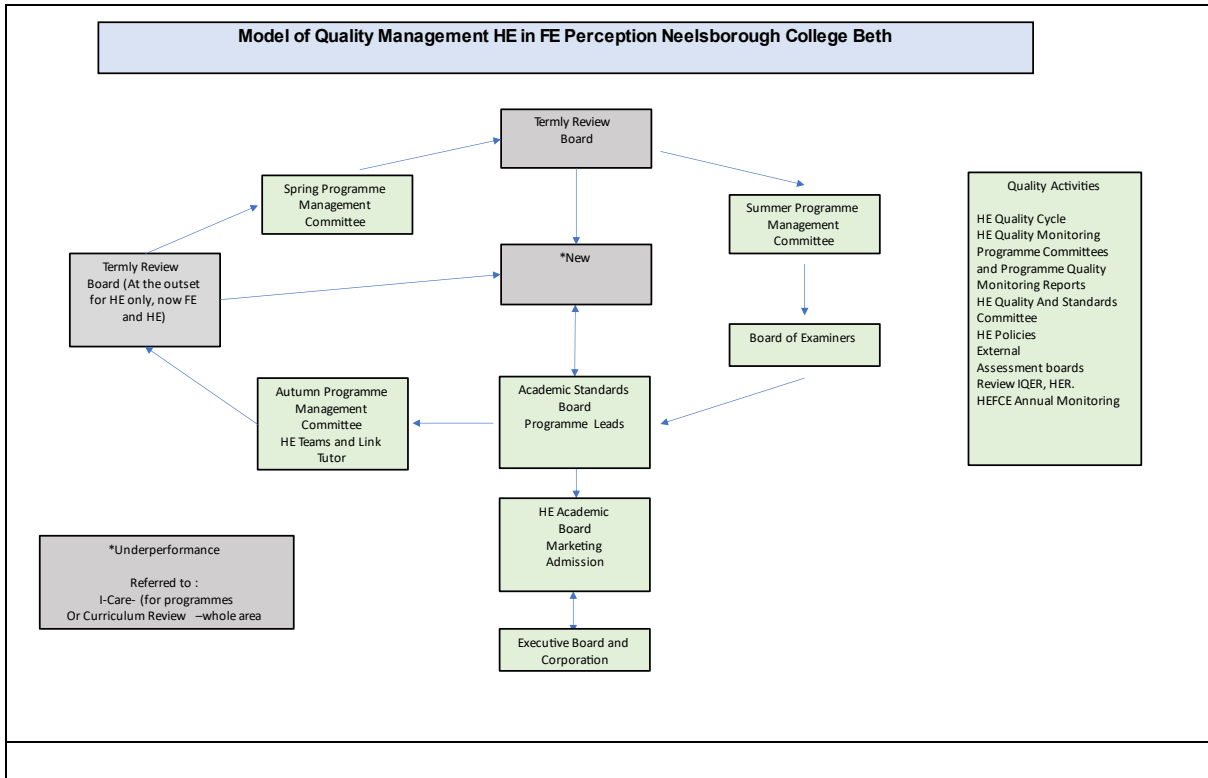 Model of Quality Management HE in FE Perception Neelsborough College Beth
Termly Review
Board
Spring Programme
Management
Committee
Summer Programme
Management
Committee
Quality Activities
HE Quality Cycle
HE Quality Monitoring
Programme Committees
and Programme Quality
Monitoring Reports
HE Quality And Standards
Committee
HE Policies
External
Assessment boards
Review IQER, HER.
HEFCE Annual Monitoring
Termly Review
Board (At the outset
for HE only, now FE
and HE)
*New
Board of Examiners
Autumn Programme
Management
Committee
HE Teams and Link
Tutor
Academic Standards
Board
Programme Leads
HE Academic
Board
Marketing
Admission
*Underperformance
Referred to :
I-Care- (for programmes
Or Curriculum Review –whole area
Executive Board and
Corporation